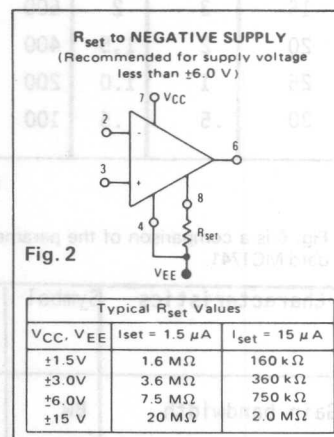 R_set to NEGATIVE SUPPLY
(Recommended for supply voltage
less than ±6.0 V)
7 VCC
2
-
6
3
+
8
4
Rset
Fig. 2
VEE
Typical Rset Values
VCC, VEE Iset = 1.5 μA Iset = 15 μA
±1.5V 1.6 MΩ 160 kΩ
±3.0V 3.6 MΩ 360 kΩ
±6.0V 7.5 MΩ 750 kΩ
±15 V 20 MΩ 2.0 MΩ